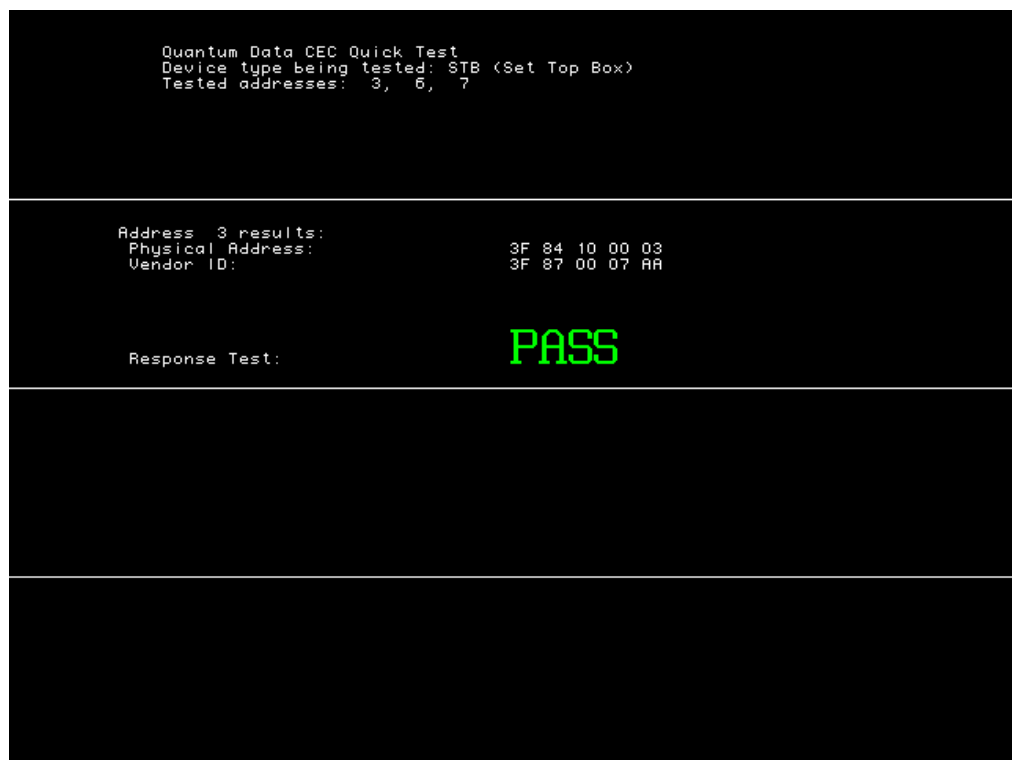 Quantum Data CEC Quick Test
Device type being tested: STB (Set Top Box)
Tested addresses:  3,  6,  7
Address  3 results:
Physical Address: 3F 84 10 00 03
Vendor ID: 3F 87 00 07 AA
Response Test: PASS